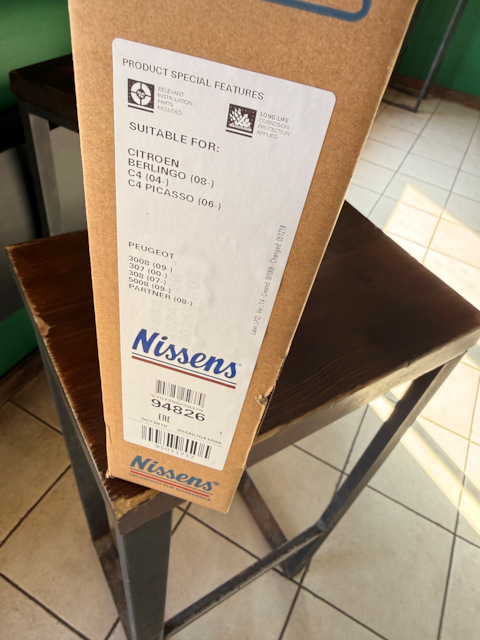 PRODUCT SPECIAL FEATURES
RELEVANT
INSTALLATION
PARTS
INCLUDED
LONG LIFE
CORROSION
PROTECTION
APPLIED
SUITABLE FOR:
CITROEN
BERLINGO (08-)
C4 (04-)
C4 PICASSO (06-)
PEUGEOT
3008 (09-)
307 (00-)
308 (07-)
5008 (09-)
PARTNER (08-)
Nissens
94826
EAC
Nissens